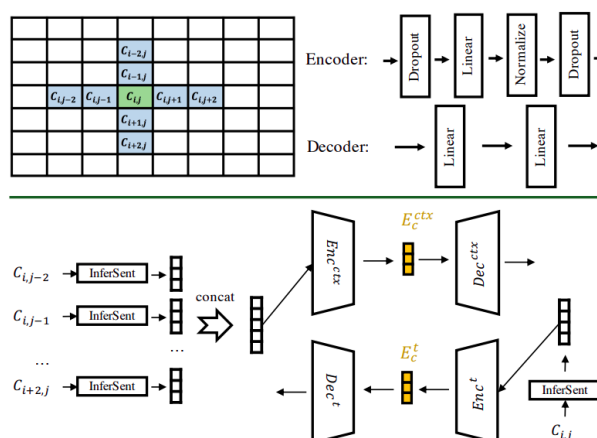 C_{i-2,j}
C_{i-1,j}
C_{i,j-2} C_{i,j-1} C_{i,j} C_{i,j+1} C_{i,j+2}
C_{i+1,j}
C_{i+2,j}
Encoder:
Dropout
Linear
Normalize
Dropout
Decoder:
Linear
Linear
C_{i,j-2}
InferSent
C_{i,j-1}
InferSent
...
...
C_{i+2,j}
InferSent
concat
Enc^{ctx}
E_c^{ctx}
Dec^{ctx}
Dec^t
E_c^t
Enc^t
InferSent
C_{i,j}